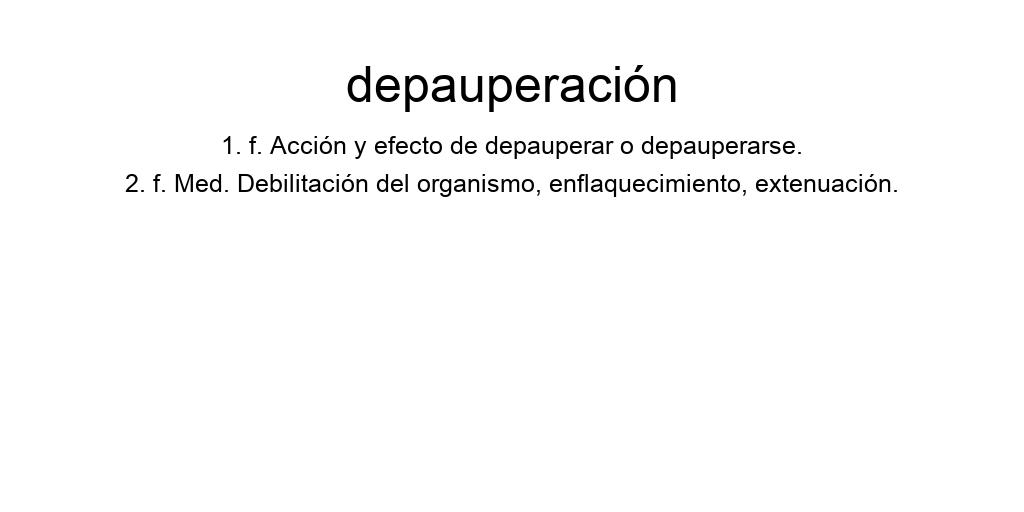 depauperación
1. f. Acción y efecto de depauperar o depauperarse.
2. f. Med. Debilitación del organismo, enflaquecimiento, extenuación.